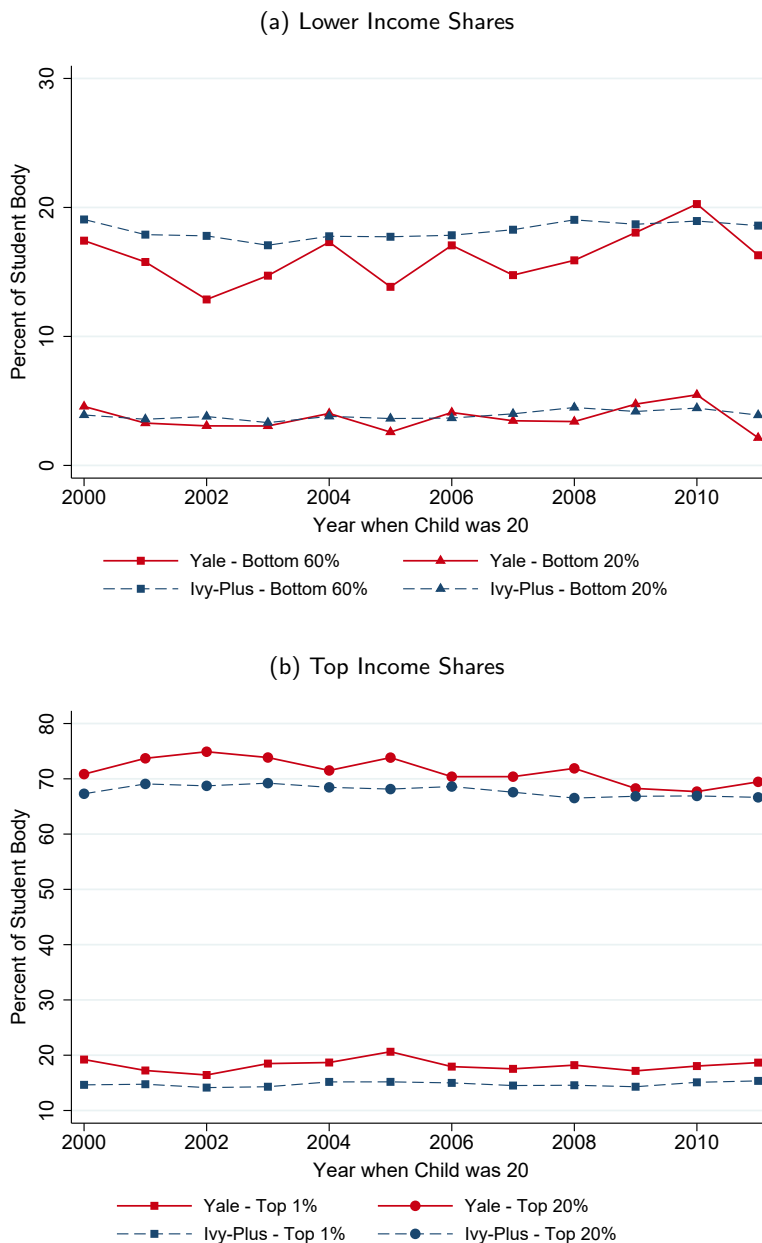 (a) Lower Income Shares
30
20
10
0
Percent of Student Body
2000 2002 2004 2006 2008 2010
Year when Child was 20
Yale - Bottom 60% Yale - Bottom 20%
Ivy-Plus - Bottom 60% Ivy-Plus - Bottom 20%
(b) Top Income Shares
80
70
60
50
40
30
20
10
Percent of Student Body
2000 2002 2004 2006 2008 2010
Year when Child was 20
Yale - Top 1% Yale - Top 20%
Ivy-Plus - Top 1% Ivy-Plus - Top 20%